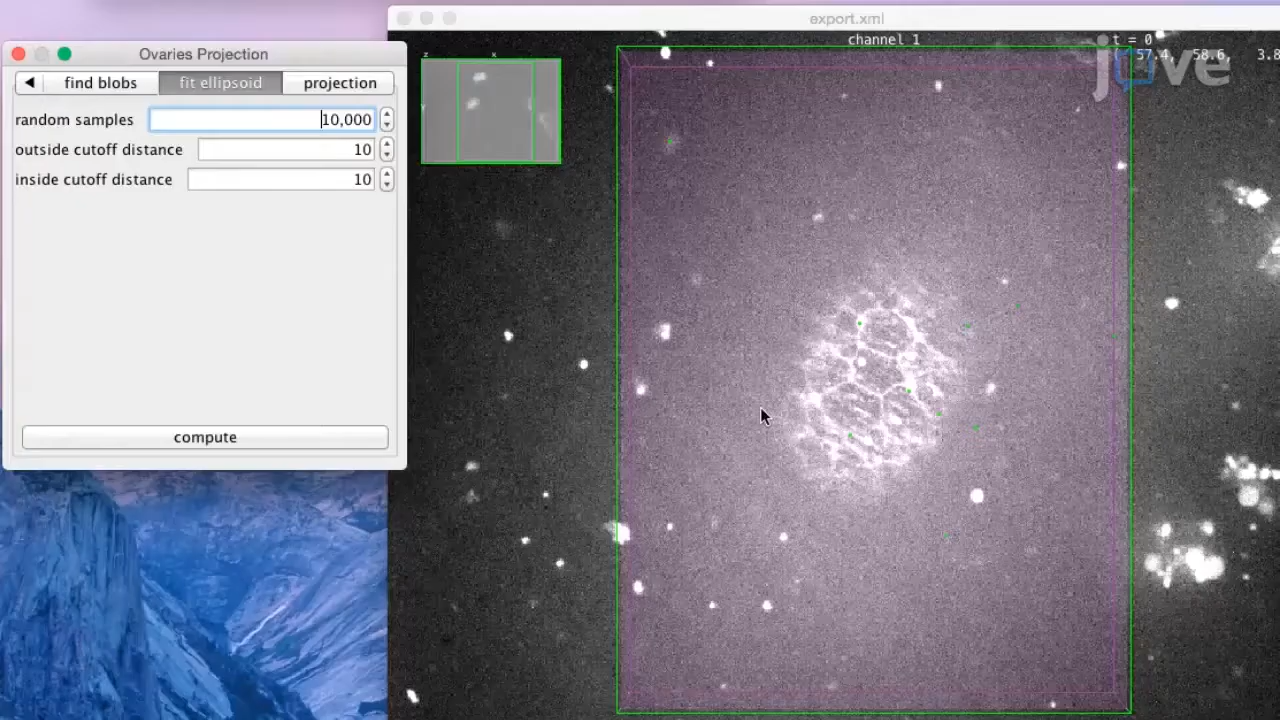 export.xml
channel 1
t = 0
57.4, 58.6, 3.8
jove
z
x
y
Ovaries Projection
find blobs
fit ellipsoid
projection
random samples 10,000
outside cutoff distance 10
inside cutoff distance 10
compute